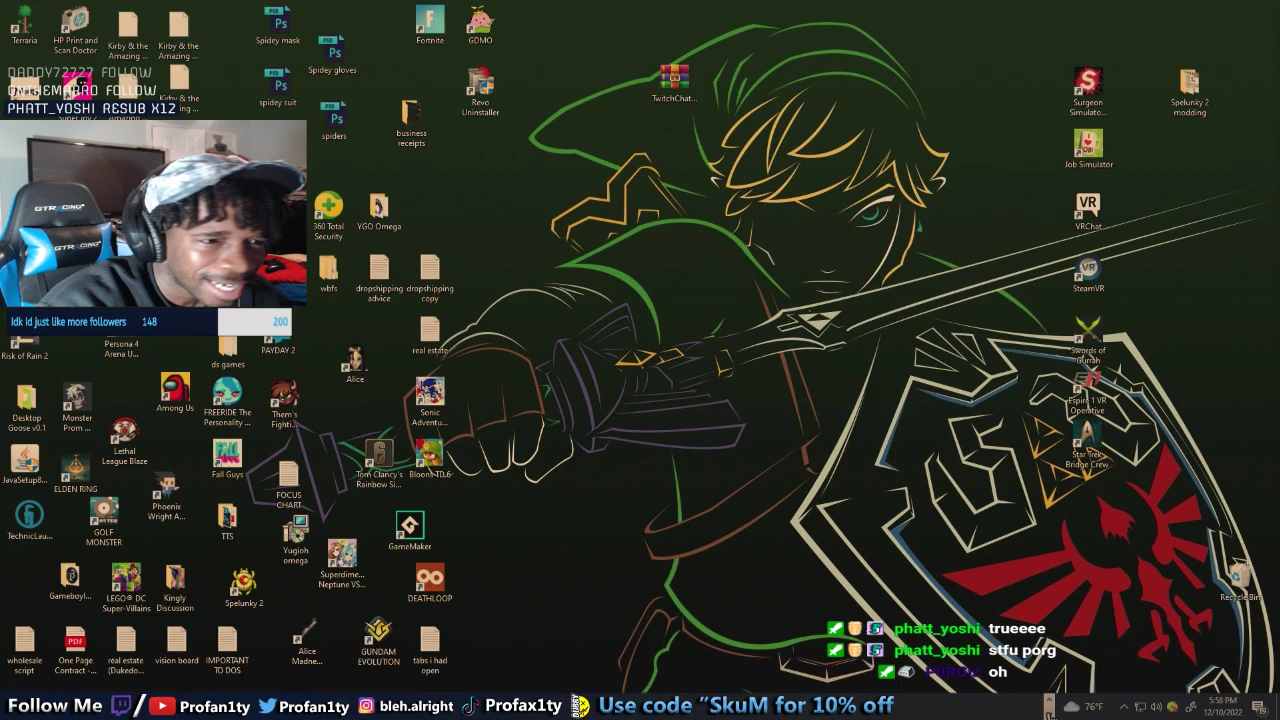 Terraria
HP Print and
Scan Doctor
Kirby & the
Amazing ...
Kirby & the
Amazing ...
Spidey mask
Spidey gloves
spidey suit
spiders
Fortnite
GDMO
Revo
Uninstaller
business
receipts
TwitchChat...
Surgeon
Simulato...
Spelunky 2
modding
Job Simulator
VRChat
SteamVR
DADDY72727 FOLLOW
PHATT_YOSHI RESUB X12
GTRACING
GTRACING
360 Total
Security
VGO Omega
wbfs
dropshipping
advice
dropshipping
copy
Idk Id just like more followers 148 200
real estate
Risk of Rain 2
Persona 4
Arena U...
ds games
PAYDAY 2
Alice
Swords of
Gurrah
Espire 1 VR
Operative
Star Trek
Bridge Crew
Desktop
Goose v0.1
Monster
Prom ...
Among Us
FREERIDE The
Personality ...
Them's
Fighti...
Sonic
Adventu...
Lethal
League Blaze
JavaSetup8...
ELDEN RING
Fall Guys
Tom Clancy's
Rainbow Si...
Bloons TD 6
Phoenix
Wright A...
FOCUS
CHART
TechnicLau...
GOLF
MONSTER
TTS
Yugioh
omega
GameMaker
Superdime...
Neptune VS...
Gameboy!...
LEGO® DC
Super-Villains
Kingly
Discussion
Spelunky 2
DEATHLOOP
Recycle Bin
wholesale
script
One Page
Contract -...
real estate
(Dukedo...
vision board
IMPORTANT
TO DOS
Alice
Madne...
GUNDAM
EVOLUTION
tabs i had
open
phatt_yoshi trueeee
phatt_yoshi stfu porg
oh
Follow Me / Profan1ty Profan1ty bleh.alright Profax1ty Use code "SkuM for 10% off
76°F
5:58 PM
12/10/2022